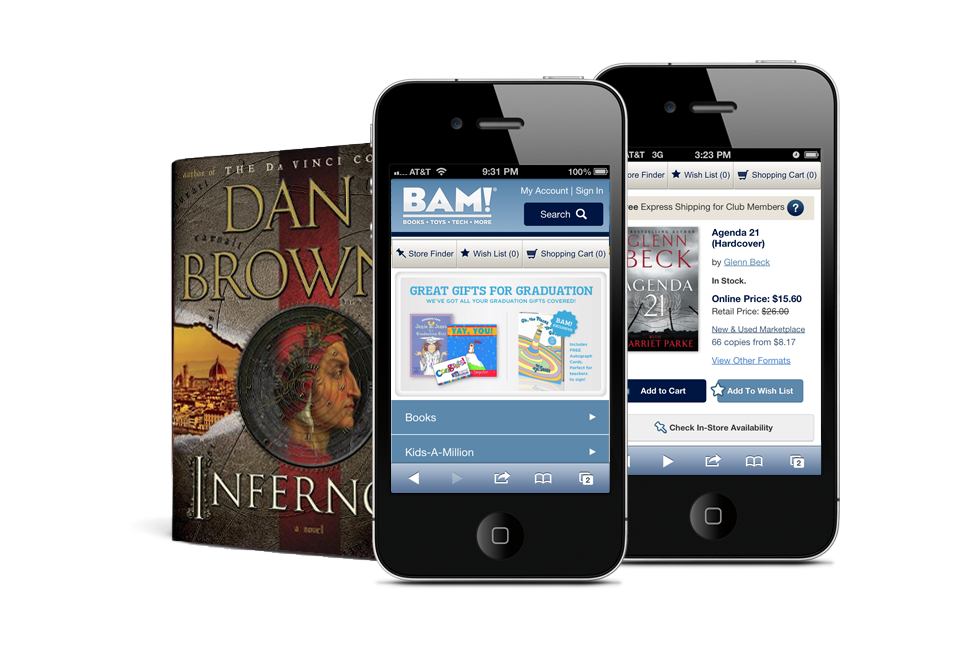 author of THE DA VINCI CO
DAN
BROWN
INFERNO
a novel
AT&T 9:31 PM 100%
BAM!
BOOKS • TOYS • TECH • MORE
My Account | Sign In
Search
Store Finder Wish List (0) Shopping Cart (0)
GREAT GIFTS FOR GRADUATION
WE'VE GOT ALL YOUR GRADUATION GIFTS COVERED!
YAY, YOU!
BAM!
Includes
FREE
Autograph
Cards.
Perfect for
teachers
to sign!
Books
Kids-A-Million
2
AT&T 3G 3:23 PM
ore Finder Wish List (0) Shopping Cart (0)
ree Express Shipping for Club Members ?
GLENN
BECK
AGENDA
21
HARRIET PARKE
Agenda 21
(Hardcover)
by Glenn Beck
In Stock.
Online Price: $15.60
Retail Price: $26.00
New & Used Marketplace
66 copies from $8.17
View Other Formats
Add to Cart
Add To Wish List
Check In-Store Availability
2